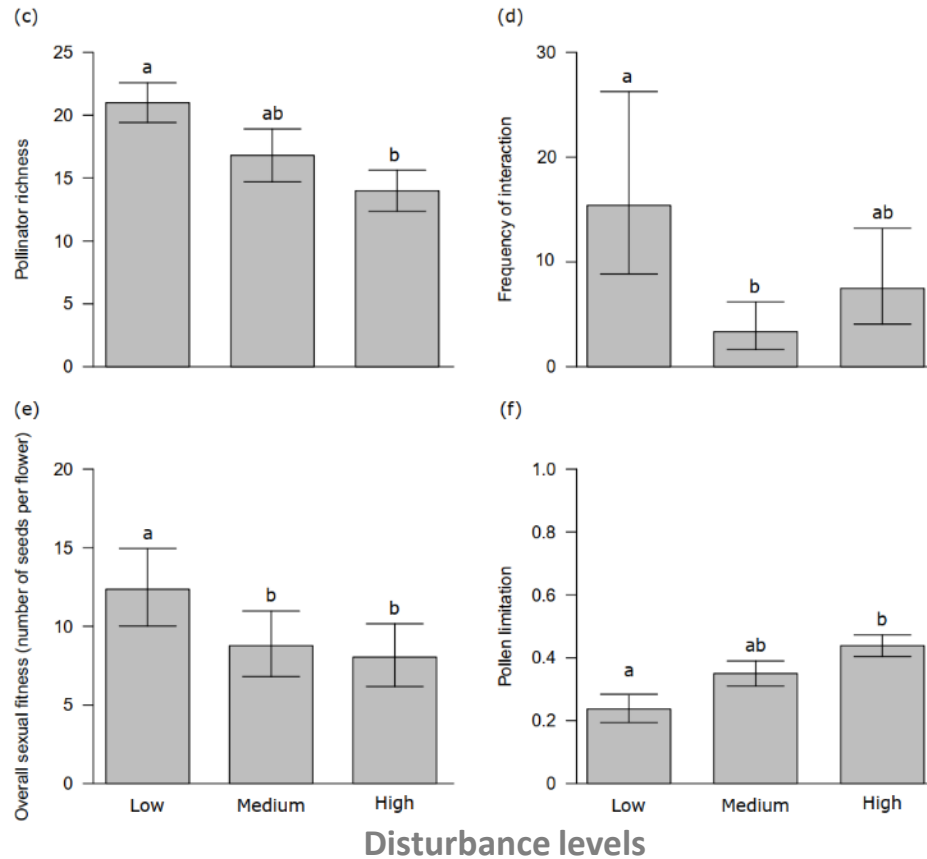 (c)
Pollinator richness
25
20
15
10
5
0
a
ab
b
(d)
Frequency of interaction
30
20
10
0
a
b
ab
(e)
Overall sexual fitness (number of seeds per flower)
20
15
10
5
0
a
b
b
Low Medium High
(f)
Pollen limitation
1.0
0.8
0.6
0.4
0.2
0
a
ab
b
Low Medium High
Disturbance levels